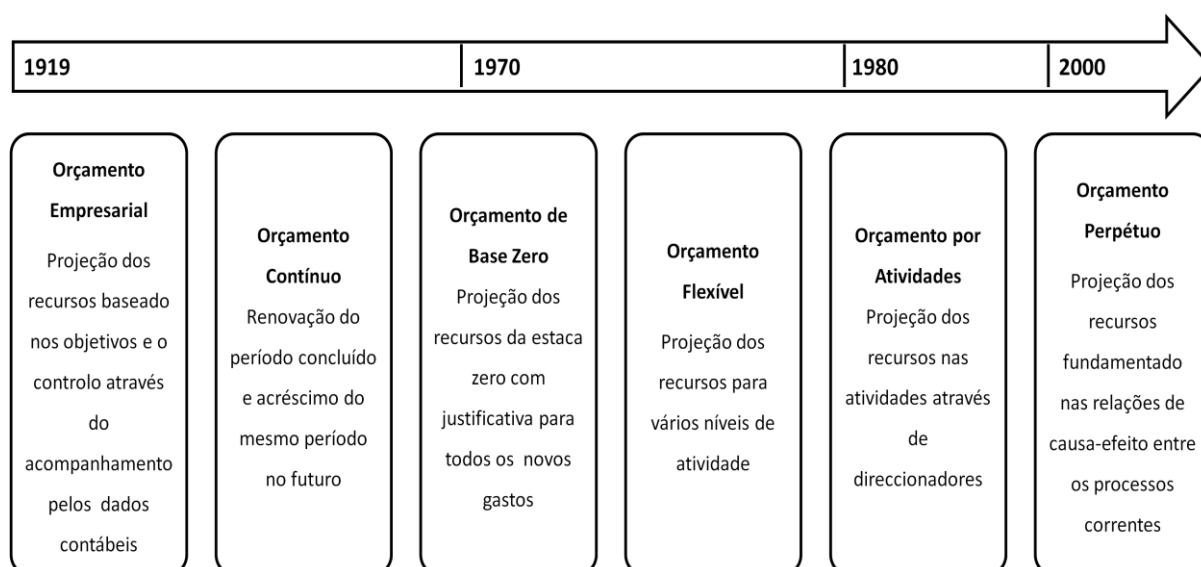 1919
1970
1980
2000
Orçamento
Empresarial
Projeção dos
recursos baseado
nos objetivos e o
controlo através
do
acompanhamento
pelos dados
contábeis
Orçamento
Contínuo
Renovação do
período concluído
e acréscimo do
mesmo período
no futuro
Orçamento de
Base Zero
Projeção dos
recursos da estaca
zero com
justificativa para
todos os novos
gastos
Orçamento
Flexível
Projeção dos
recursos para
vários níveis de
atividade
Orçamento por
Atividades
Projeção dos
recursos nas
atividades através
de
direccionadores
Orçamento
Perpétuo
Projeção dos
recursos
fundamentado
nas relações de
causa-efeito entre
os processos
correntes